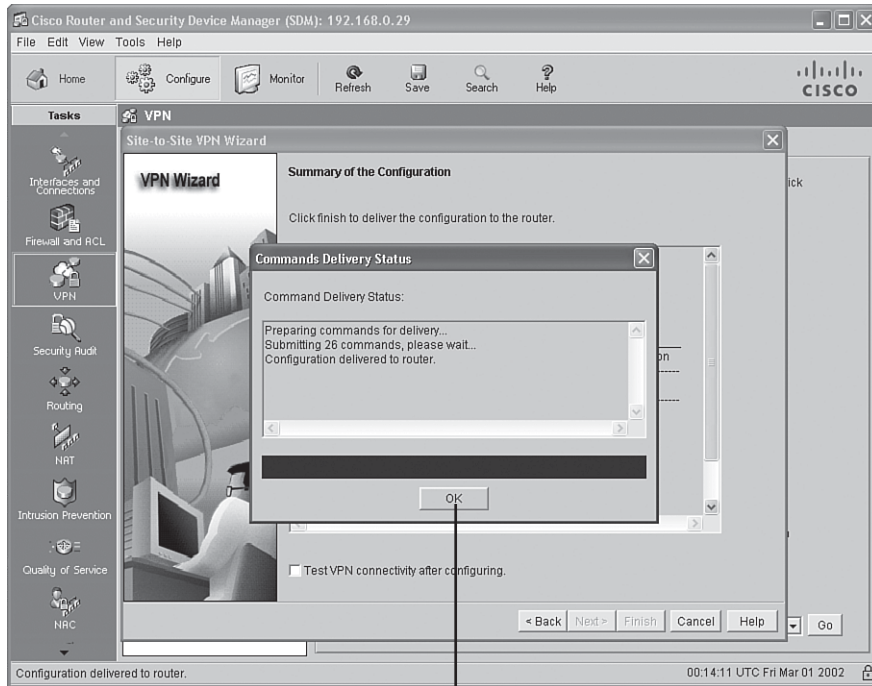 Cisco Router and Security Device Manager (SDM): 192.168.0.29
File Edit View Tools Help
Home Configure Monitor Refresh Save Search Help
CISCO
Tasks
VPN
Site-to-Site VPN Wizard
Interfaces and Connections
Firewall and ACL
VPN
Security Audit
Routing
NAT
Intrusion Prevention
Quality of Service
NAC
VPN Wizard
Summary of the Configuration
Click finish to deliver the configuration to the router.
ick
on
Commands Delivery Status
Command Delivery Status:
Preparing commands for delivery...
Submitting 26 commands, please wait...
Configuration delivered to router.
OK
Test VPN connectivity after configuring.
< Back Next > Finish Cancel Help
Go
Configuration delivered to router.
00:14:11 UTC Fri Mar 01 2002